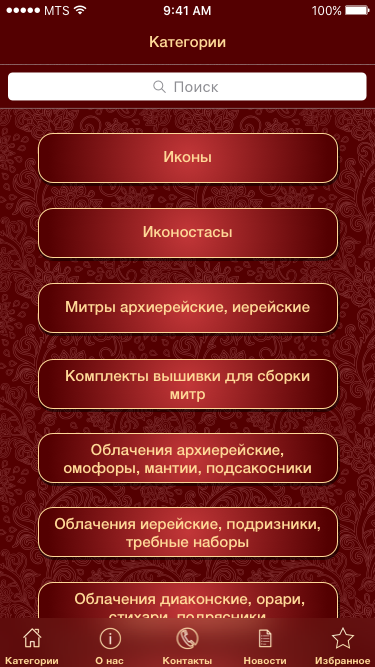 MTS 9:41 AM 100%
Категории
Поиск
Иконы
Иконостасы
Митры архиерейские, иерейские
Комплекты вышивки для сборки
митр
Облачения архиерейские,
омофоры, мантии, подсакосники
Облачения иерейские, подризники,
требные наборы
Облачения диаконские, орари,
стихари, подрясники
Категории О нас Контакты Новости Избранное